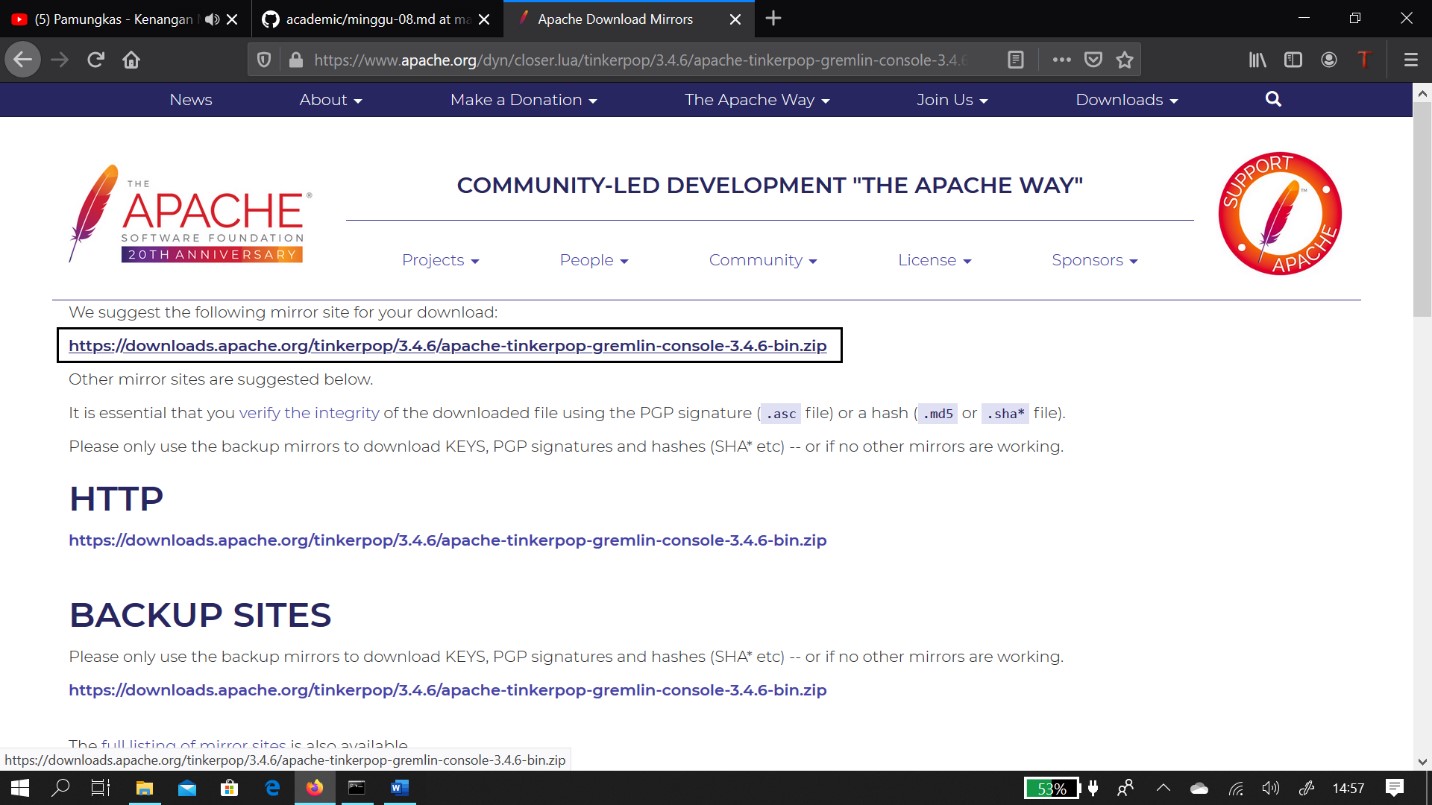 (5) Pamungkas - Kenangan
academic/minggu-08.md at ma
Apache Download Mirrors
https://www.apache.org/dyn/closer.lua/tinkerpop/3.4.6/apache-tinkerpop-gremlin-console-3.4.6
News About Make a Donation The Apache Way Join Us Downloads
THE
APACHE®
SOFTWARE FOUNDATION
20TH ANNIVERSARY
COMMUNITY-LED DEVELOPMENT "THE APACHE WAY"
Projects People Community License Sponsors
SUPPORT
APACHE
™
We suggest the following mirror site for your download:
https://downloads.apache.org/tinkerpop/3.4.6/apache-tinkerpop-gremlin-console-3.4.6-bin.zip
Other mirror sites are suggested below.
It is essential that you verify the integrity of the downloaded file using the PGP signature (.asc file) or a hash (.md5 or .sha* file).
Please only use the backup mirrors to download KEYS, PGP signatures and hashes (SHA* etc) -- or if no other mirrors are working.
HTTP
https://downloads.apache.org/tinkerpop/3.4.6/apache-tinkerpop-gremlin-console-3.4.6-bin.zip
BACKUP SITES
Please only use the backup mirrors to download KEYS, PGP signatures and hashes (SHA* etc) -- or if no other mirrors are working.
https://downloads.apache.org/tinkerpop/3.4.6/apache-tinkerpop-gremlin-console-3.4.6-bin.zip
The full listing of mirror sites is also available
https://downloads.apache.org/tinkerpop/3.4.6/apache-tinkerpop-gremlin-console-3.4.6-bin.zip
53%
14:57